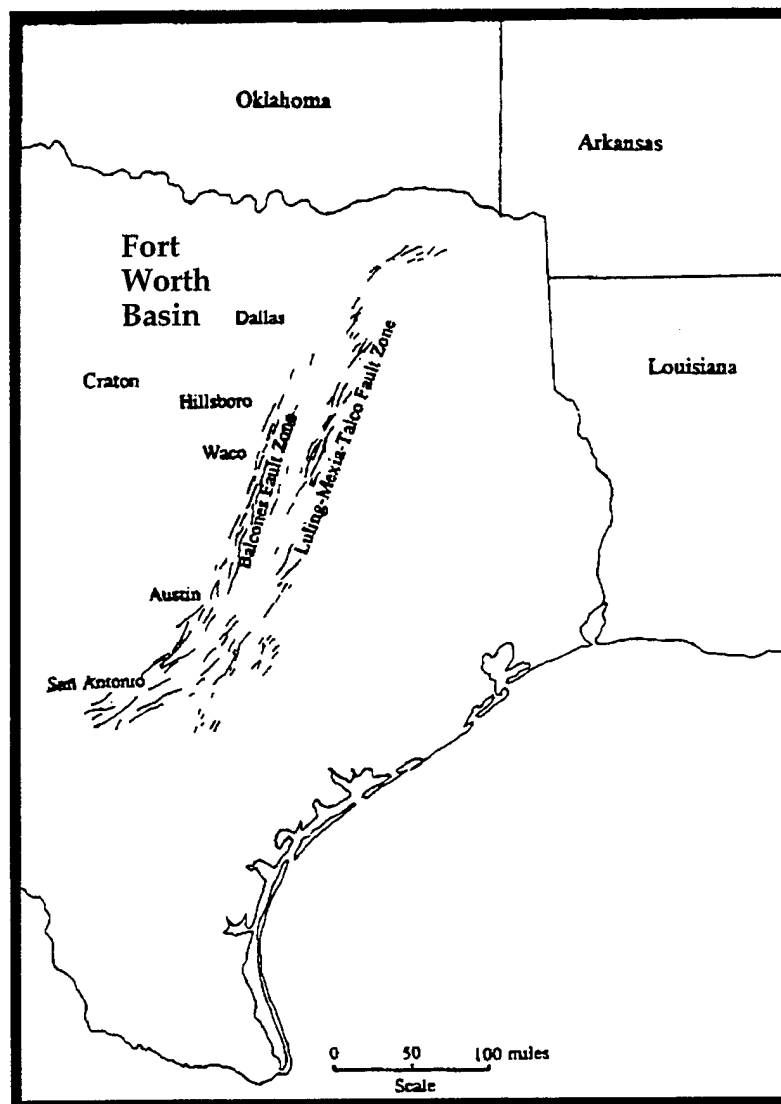 Oklahoma
Arkansas
Fort
Worth
Basin
Dallas
Louisiana
Craton
Hillsboro
Waco
Balcones Fault Zone
Luling-Mexia-Talco Fault Zone
Austin
San Antonio
0 50 100 miles
Scale